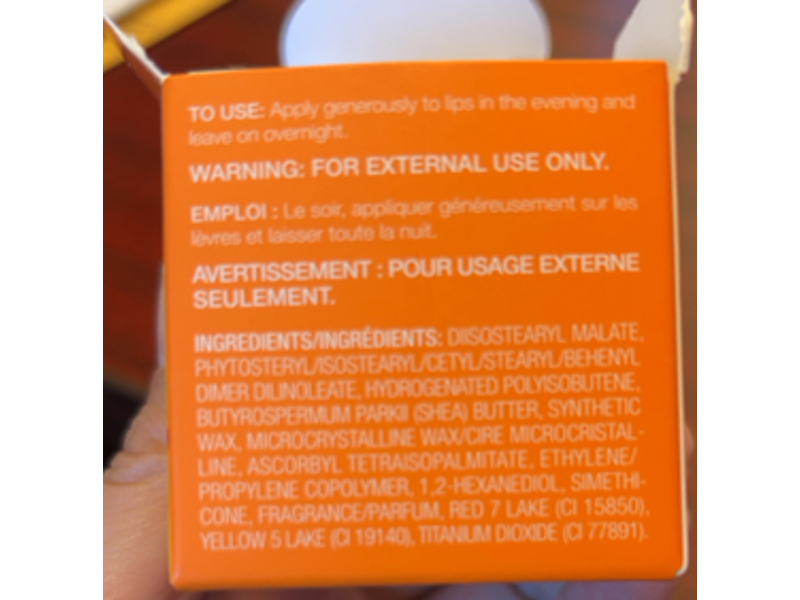 TO USE: Apply generously to lips in the evening and
leave on overnight.
WARNING: FOR EXTERNAL USE ONLY.
EMPLOI : Le soir, appliquer généreusement sur les
lèvres et laisser toute la nuit.
AVERTISSEMENT : POUR USAGE EXTERNE
SEULEMENT.
INGREDIENTS/INGRÉDIENTS: DIISOSTEARYL MALATE,
PHYTOSTERYL/ISOSTEARYL/CETYL/STEARYL/BEHENYL
DIMER DILINOLEATE, HYDROGENATED POLYISOBUTENE,
BUTYROSPERMUM PARKII (SHEA) BUTTER, SYNTHETIC
WAX, MICROCRYSTALLINE WAX/CIRE MICROCRISTAL-
LINE, ASCORBYL TETRAISOPALMITATE, ETHYLENE/
PROPYLENE COPOLYMER, 1,2-HEXANEDIOL, SIMETHI-
CONE, FRAGRANCE/PARFUM, RED 7 LAKE (CI 15850),
YELLOW 5 LAKE (CI 19140), TITANIUM DIOXIDE (CI 77891).